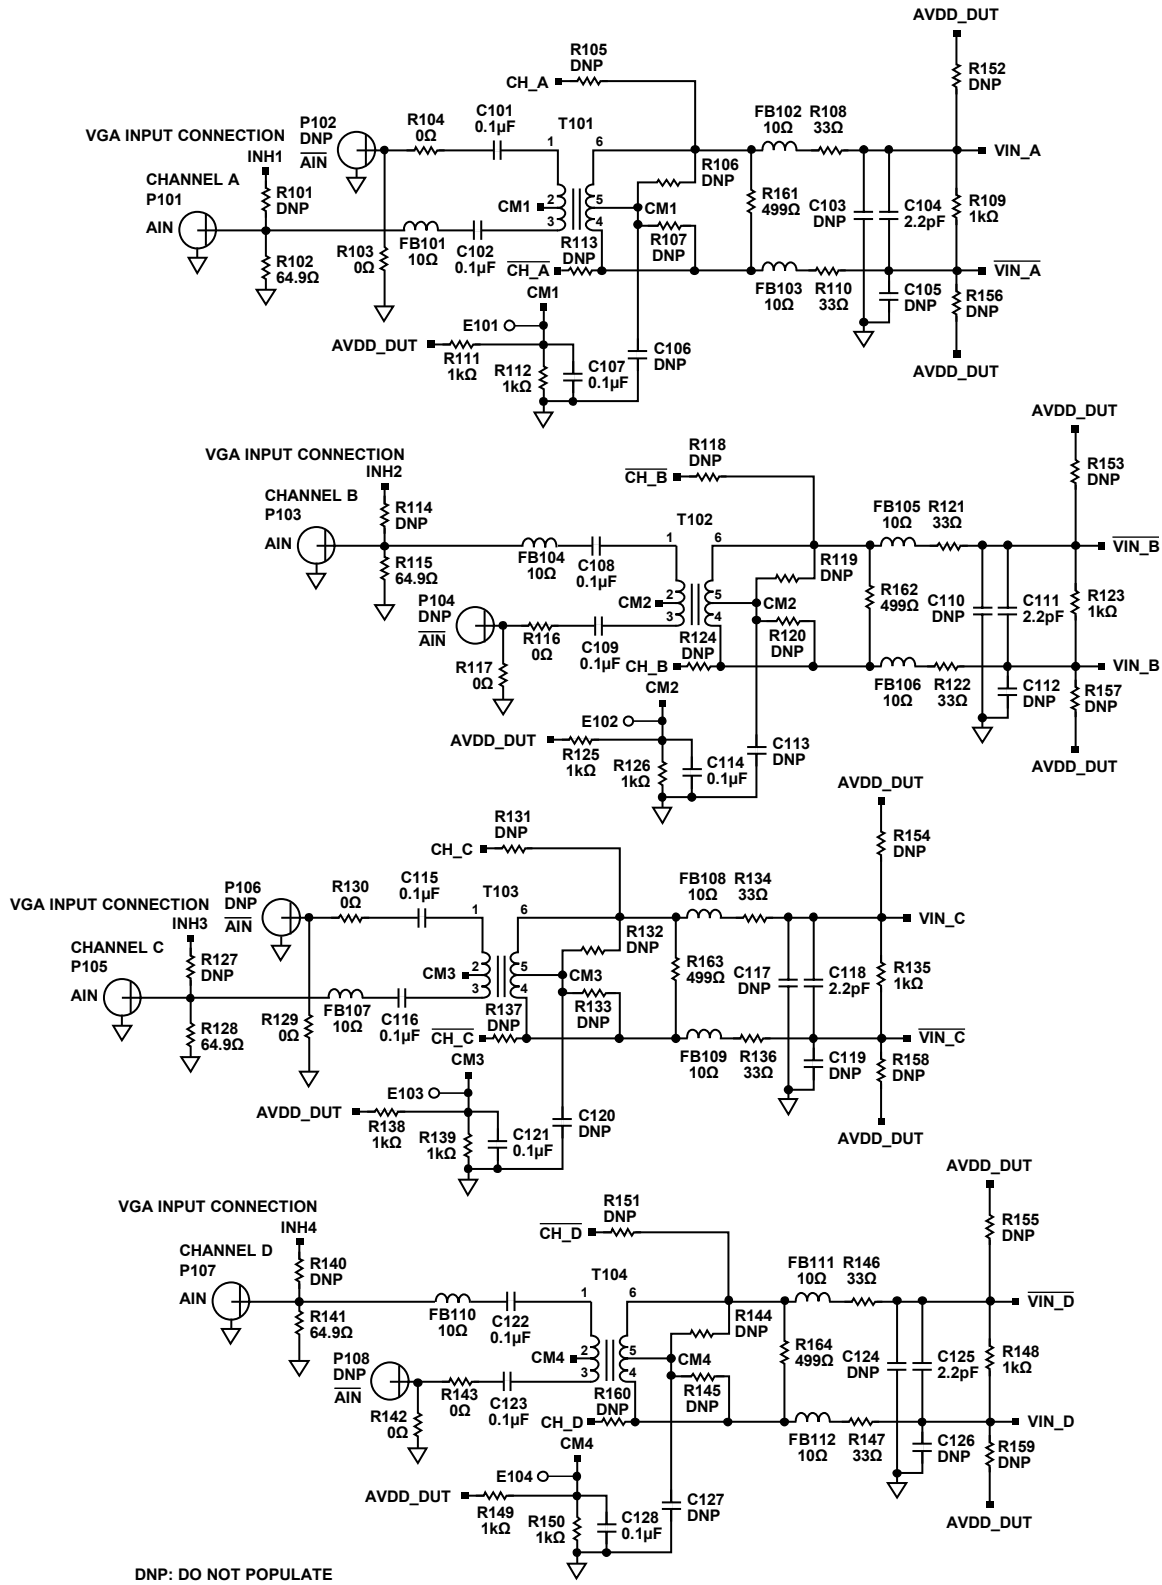 AVDD_DUT
R105
DNP
CH_A
R152
DNP
VGA INPUT CONNECTION
INH1
P102
DNP
AIN
R104
0Ω
C101
0.1µF
T101
1
2
3
6
5
4
FB102
10Ω
R108
33Ω
VIN_A
CHANNEL A
P101
AIN
R101
DNP
R102
64.9Ω
R103
0Ω
FB101
10Ω
C102
0.1µF
CM1
CM1
R106
DNP
R107
DNP
R113
DNP
CH_A
R161
499Ω
C103
DNP
C104
2.2pF
R109
1kΩ
FB103
10Ω
R110
33Ω
C105
DNP
VIN_A
R156
DNP
AVDD_DUT
CM1
E101
AVDD_DUT
R111
1kΩ
R112
1kΩ
C107
0.1µF
C106
DNP
AVDD_DUT
R118
DNP
CH_B
R153
DNP
VGA INPUT CONNECTION
INH2
CHANNEL B
P103
AIN
R114
DNP
R115
64.9Ω
FB104
10Ω
C108
0.1µF
T102
1
2
3
6
5
4
FB105
10Ω
R121
33Ω
VIN_B
P104
DNP
AIN
R116
0Ω
R117
0Ω
C109
0.1µF
CM2
CM2
R119
DNP
R120
DNP
R124
DNP
CH_B
R162
499Ω
C110
DNP
C111
2.2pF
R123
1kΩ
FB106
10Ω
R122
33Ω
C112
DNP
VIN_B
R157
DNP
AVDD_DUT
CM2
E102
AVDD_DUT
R125
1kΩ
R126
1kΩ
C114
0.1µF
C113
DNP
AVDD_DUT
R131
DNP
CH_C
R154
DNP
VGA INPUT CONNECTION
INH3
P106
DNP
AIN
R130
0Ω
C115
0.1µF
T103
1
2
3
6
5
4
FB108
10Ω
R134
33Ω
VIN_C
CHANNEL C
P105
AIN
R127
DNP
R128
64.9Ω
R129
0Ω
FB107
10Ω
C116
0.1µF
CM3
CM3
R132
DNP
R133
DNP
R137
DNP
CH_C
R163
499Ω
C117
DNP
C118
2.2pF
R135
1kΩ
FB109
10Ω
R136
33Ω
C119
DNP
VIN_C
R158
DNP
AVDD_DUT
CM3
E103
AVDD_DUT
R138
1kΩ
R139
1kΩ
C121
0.1µF
C120
DNP
AVDD_DUT
R151
DNP
CH_D
R155
DNP
VGA INPUT CONNECTION
INH4
CHANNEL D
P107
AIN
R140
DNP
R141
64.9Ω
FB110
10Ω
C122
0.1µF
T104
1
2
3
6
5
4
FB111
10Ω
R146
33Ω
VIN_D
P108
DNP
AIN
R143
0Ω
R142
0Ω
C123
0.1µF
CM4
CM4
R144
DNP
R145
DNP
R160
DNP
CH_D
R164
499Ω
C124
DNP
C125
2.2pF
R148
1kΩ
FB112
10Ω
R147
33Ω
C126
DNP
VIN_D
R159
DNP
AVDD_DUT
CM4
E104
AVDD_DUT
R149
1kΩ
R150
1kΩ
C128
0.1µF
C127
DNP
DNP: DO NOT POPULATE